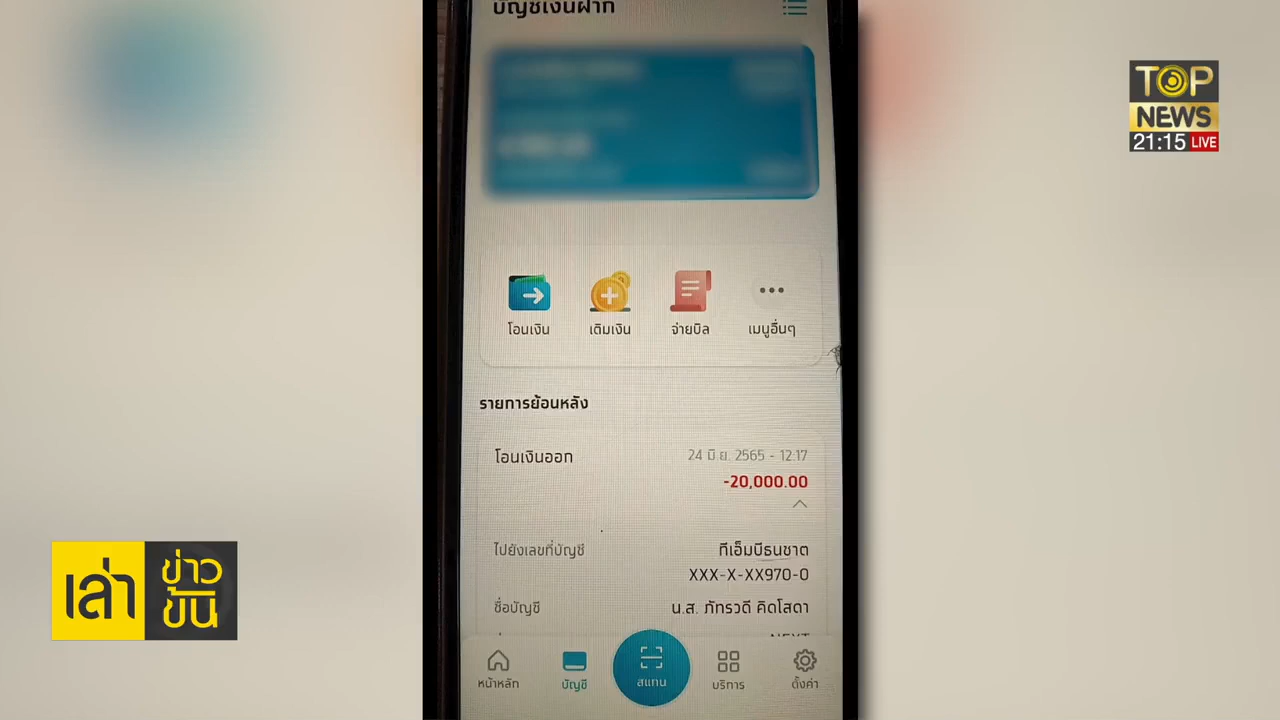 บัญชีเงินฝาก
TOP
NEWS
21:15 LIVE
โอนเงิน
เติมเงิน
จ่ายบิล
เมนูอื่นๆ
รายการย้อนหลัง
โอนเงินออก
24 มิ.ย. 2565 - 12:17
-20,000.00
ไปยังเลขที่บัญชี
ทีเอ็มบีธนชาต
XXX-X-XX970-0
ชื่อบัญชี
น.ส. ภัทรวดี คิดโสดา
NEXT
หน้าหลัก
บัญชี
สแกน
บริการ
ตั้งค่า
เล่า
ข่าว
ข้น